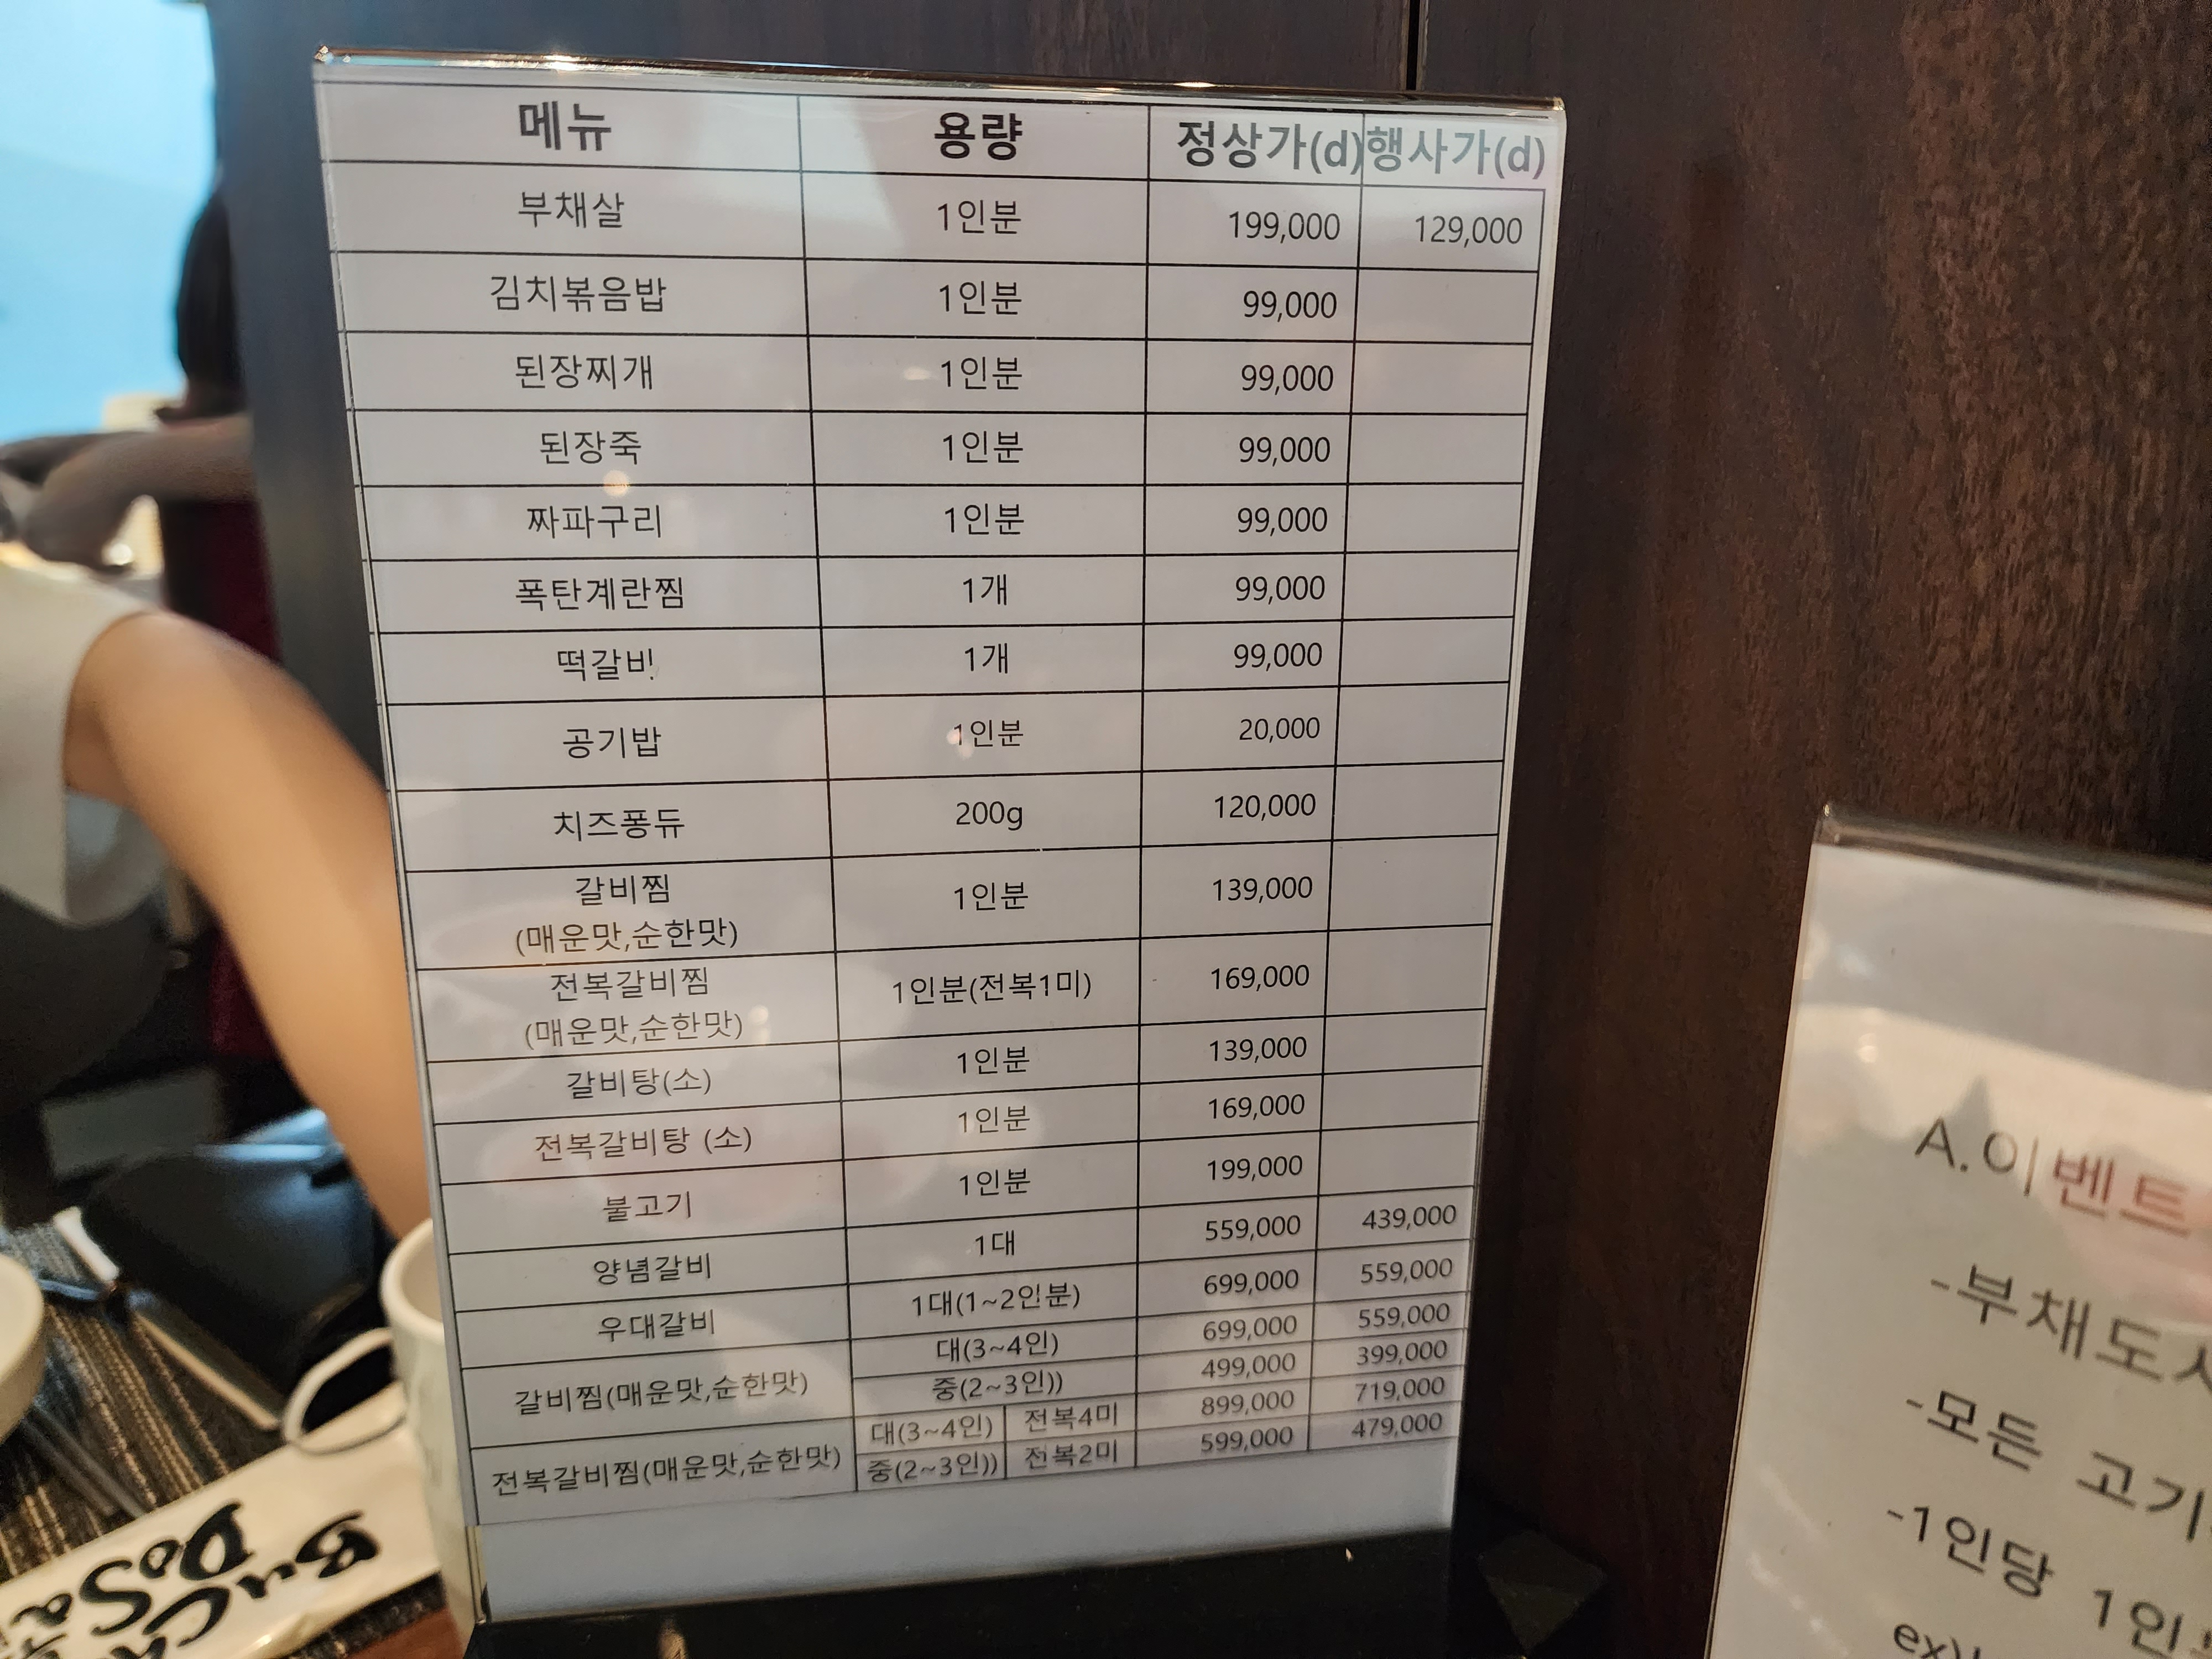 메뉴 용량 정상가(d) 행사가(d)
부채살 1인분 199,000 129,000
김치볶음밥 1인분 99,000
된장찌개 1인분 99,000
된장죽 1인분 99,000
짜파구리 1인분 99,000
폭탄계란찜 1개 99,000
떡갈비 1개 99,000
공기밥 1인분 20,000
치즈퐁듀 200g 120,000
갈비찜 1인분 139,000
(매운맛,순한맛)
전복갈비찜 1인분(전복1미) 169,000
(매운맛,순한맛)
갈비탕(소) 1인분 139,000
전복갈비탕 (소) 1인분 169,000
불고기 1인분 199,000
양념갈비 1대 559,000 439,000
우대갈비 1대(1~2인분) 699,000 559,000
갈비찜(매운맛,순한맛) 대(3~4인) 699,000 559,000
중(2~3인)) 499,000 399,000
전복갈비찜(매운맛,순한맛) 대(3~4인) 전복4미 899,000 719,000
중(2~3인)) 전복2미 599,000 479,000
A.이벤트
-부채도사
-모든 고기
-1인당 1인
BuCH
DoSa